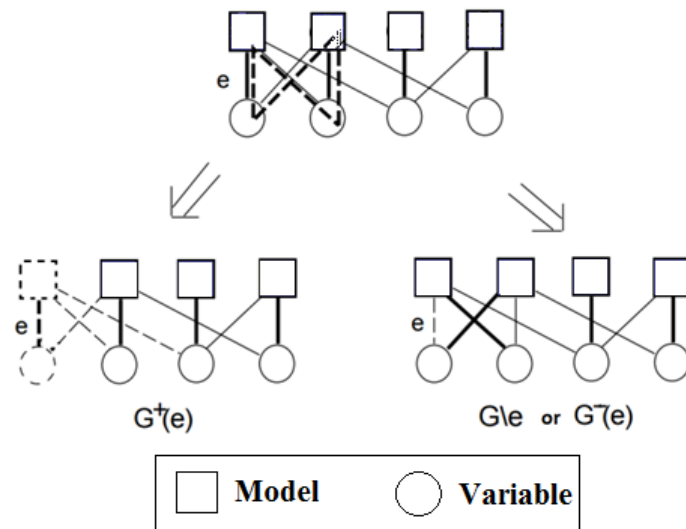 e
e
e
G⁺(e)
G\e or G⁻(e)
Model
Variable